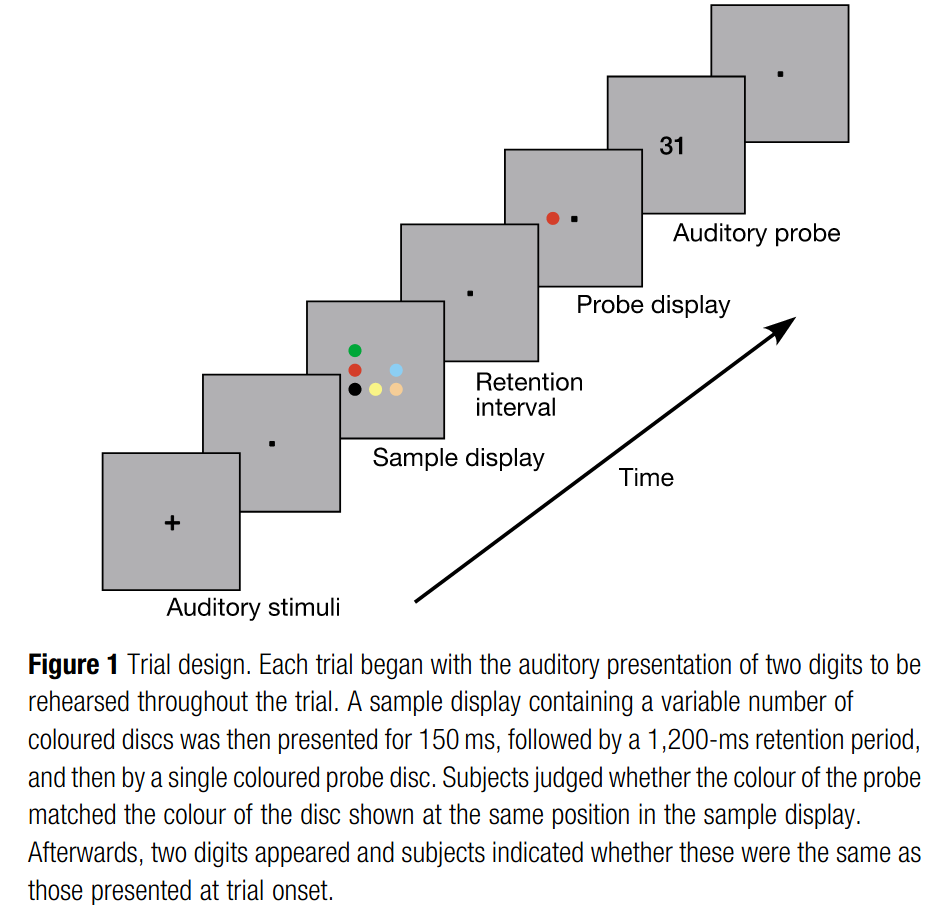 31
Auditory probe
Probe display
Retention
interval
Sample display
Time
Auditory stimuli
Figure 1 Trial design. Each trial began with the auditory presentation of two digits to be
rehearsed throughout the trial. A sample display containing a variable number of
coloured discs was then presented for 150 ms, followed by a 1,200-ms retention period,
and then by a single coloured probe disc. Subjects judged whether the colour of the probe
matched the colour of the disc shown at the same position in the sample display.
Afterwards, two digits appeared and subjects indicated whether these were the same as
those presented at trial onset.